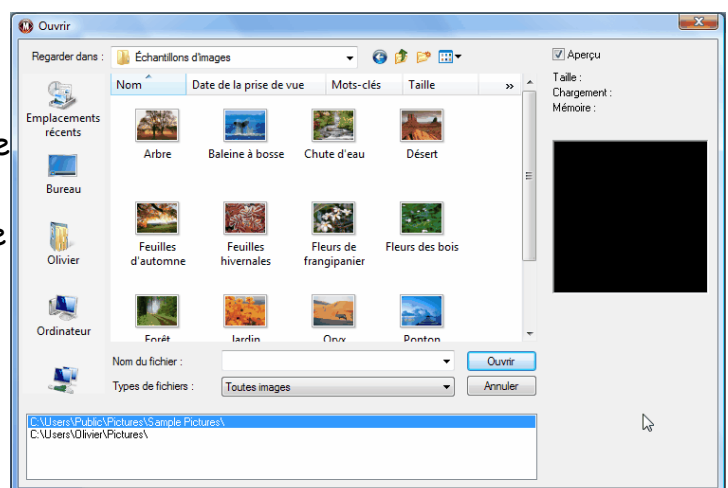 Ouvrir
Regarder dans :
Échantillons d'images
Aperçu
Taille :
Chargement :
Mémoire :
Nom
Date de la prise de vue
Mots-clés
Taille
»
Emplacements
récents
Bureau
Olivier
Ordinateur
Arbre
Baleine à bosse
Chute d'eau
Désert
Feuilles
d'automne
Feuilles
hivernales
Fleurs de
frangipanier
Fleurs des bois
Forêt
Jardin
Oryx
Ponton
e
e
Nom du fichier :
Ouvrir
Types de fichiers :
Toutes images
Annuler
C:\Users\Public\Pictures\Sample Pictures\
C:\Users\Olivier\Pictures\